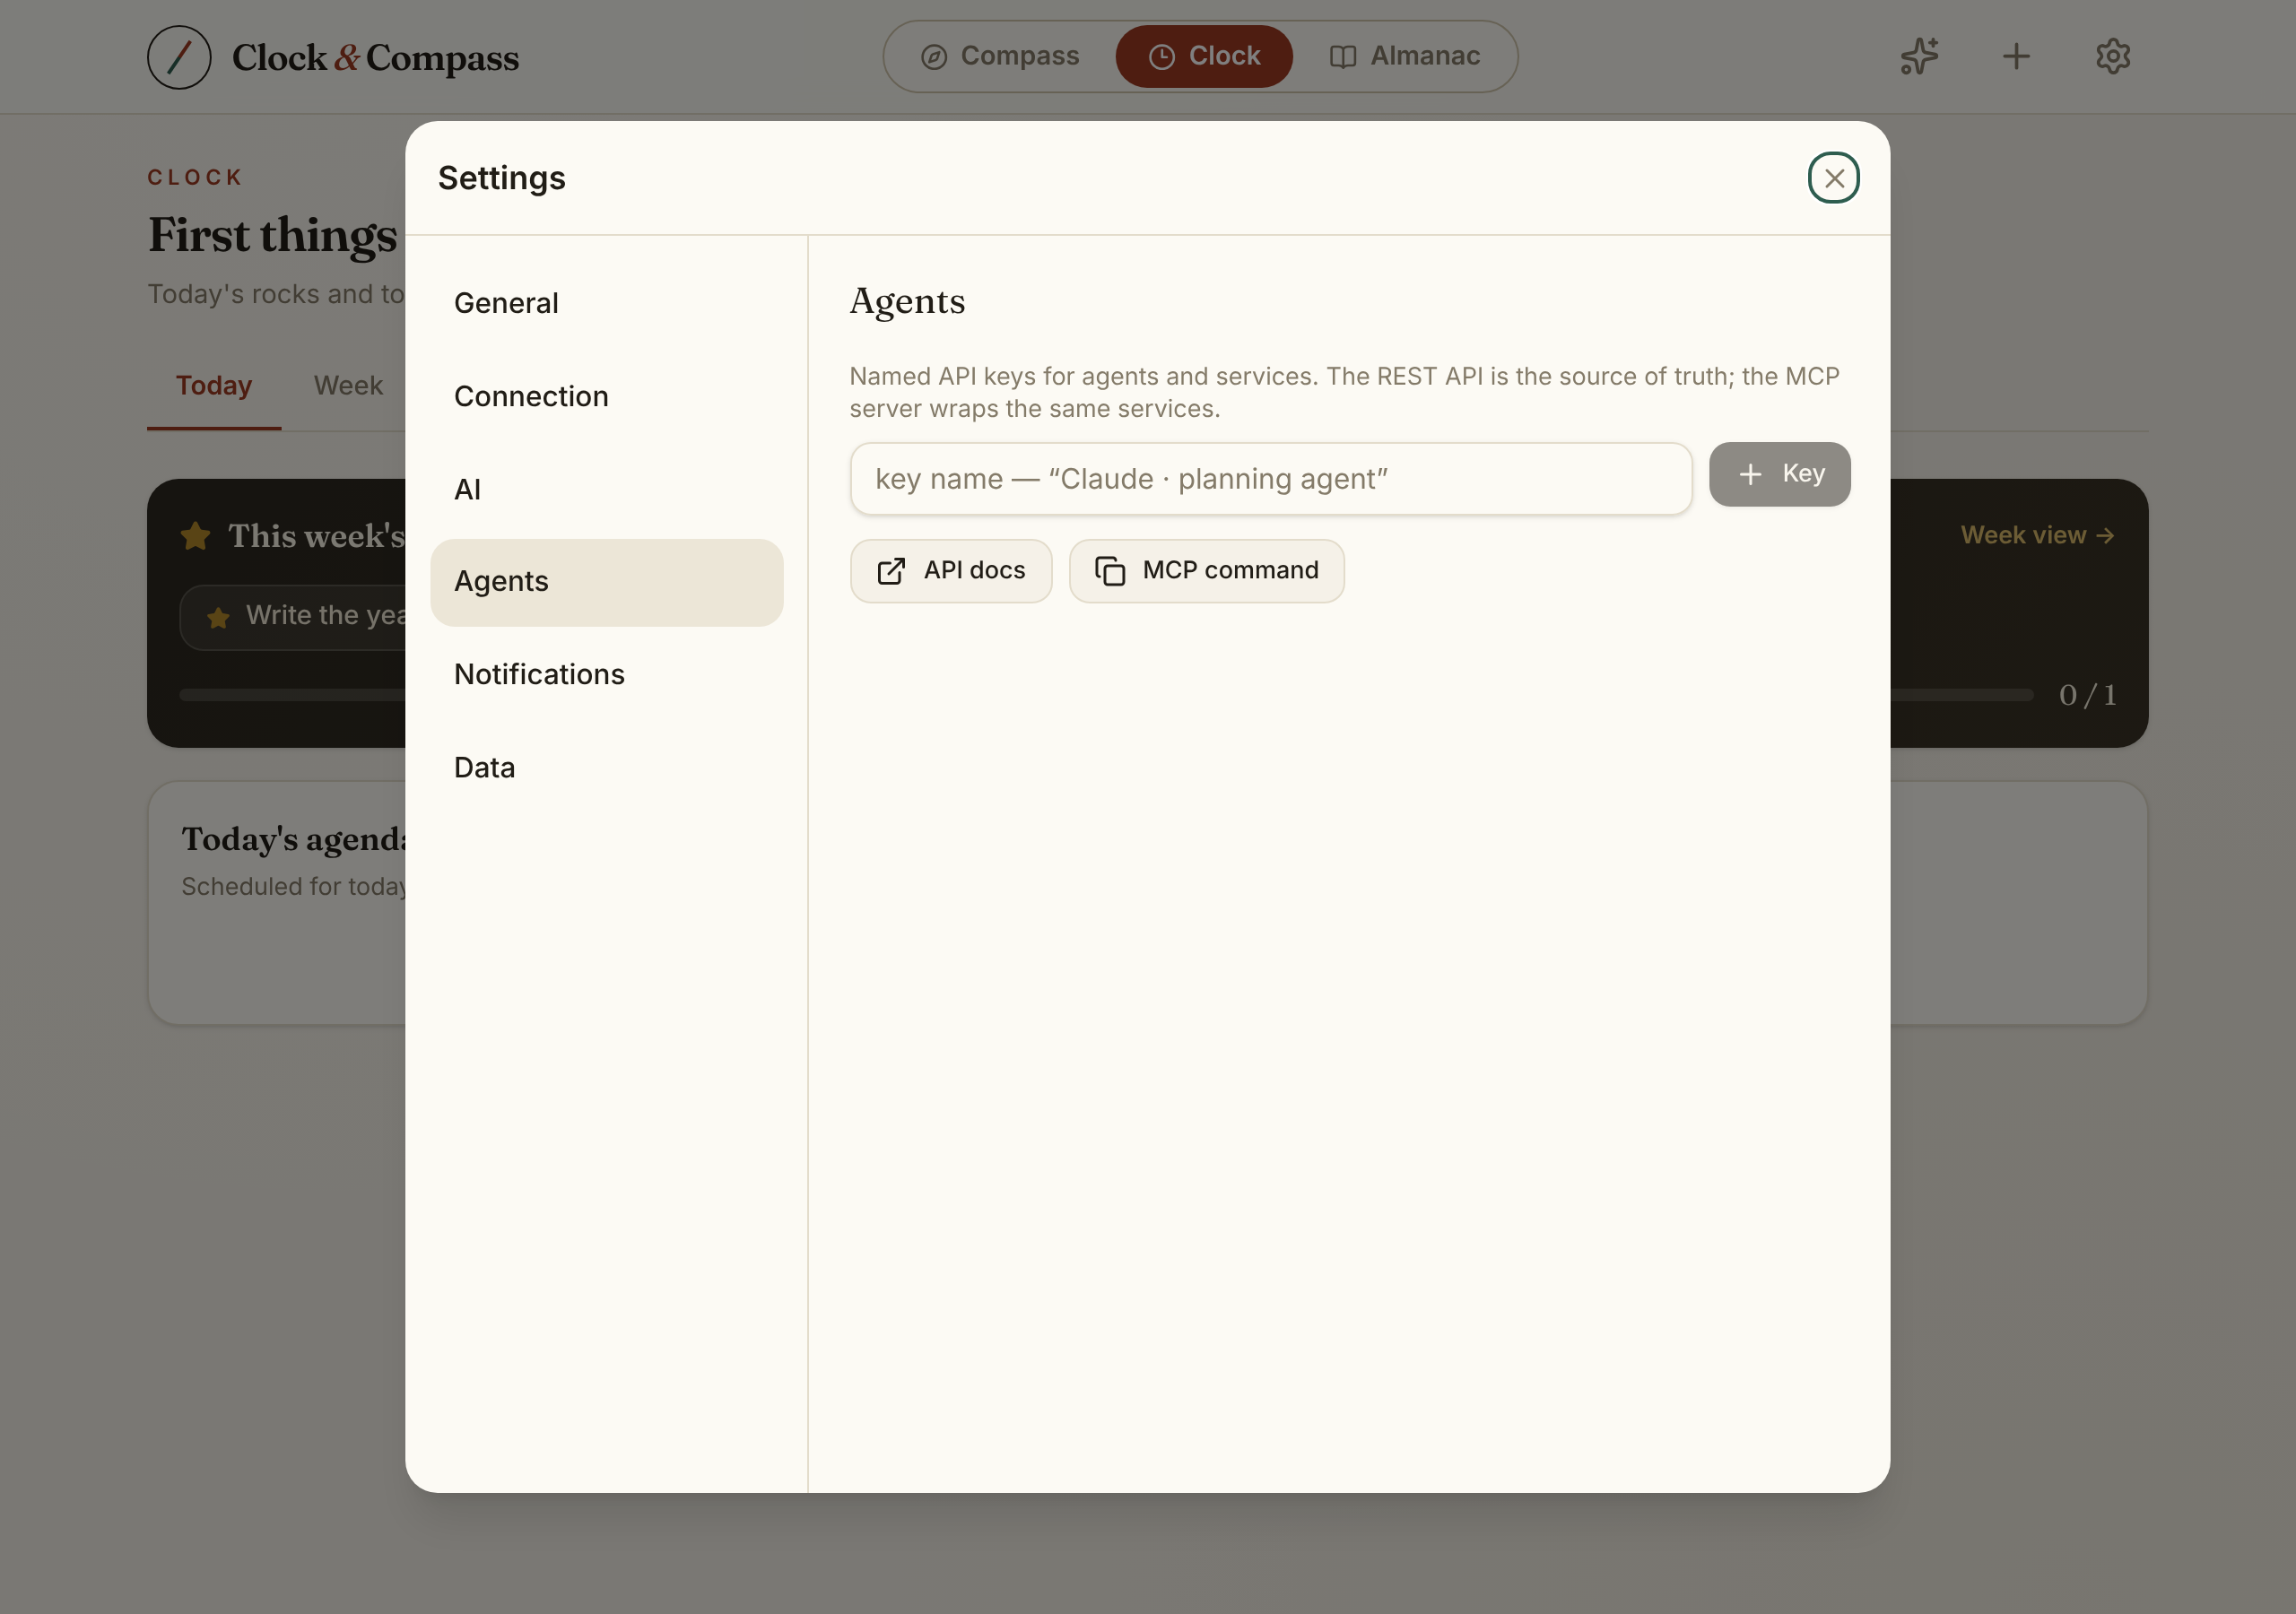 Clock & Compass
Compass
Clock
Almanac
CLOCK
First things
Today's rocks and to
Today
Week
This week's
Week view →
Write the yea
0 / 1
Today's agenda
Scheduled for today
Settings
General
Connection
AI
Agents
Notifications
Data
Agents
Named API keys for agents and services. The REST API is the source of truth; the MCP
server wraps the same services.
key name — “Claude · planning agent”
Key
API docs
MCP command